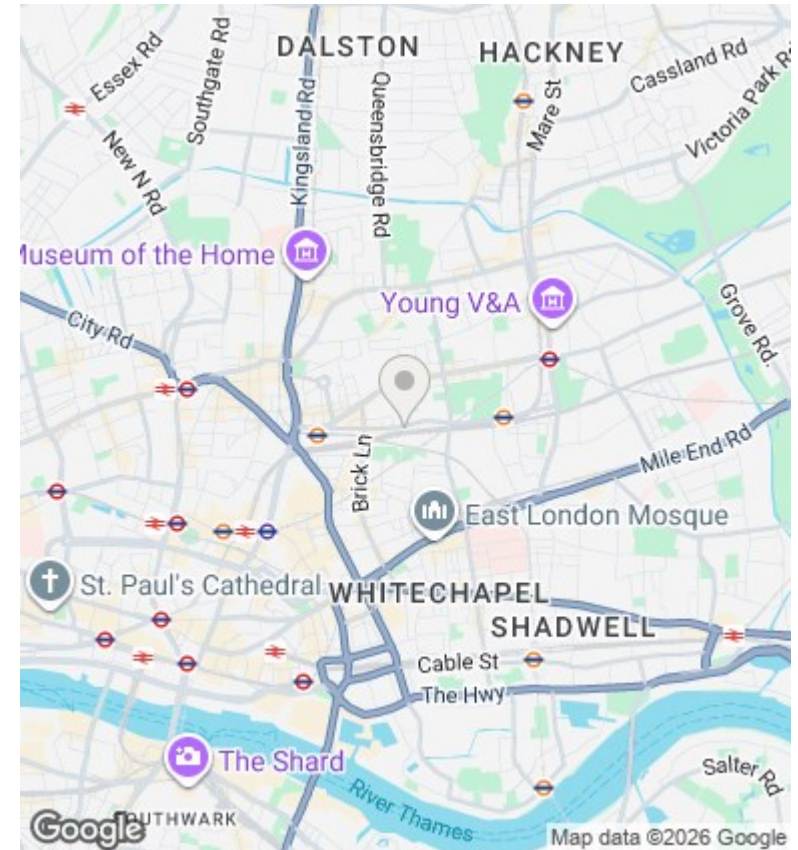 DALSTON
HACKNEY
Essex Rd
Southgate Rd
Cassland Rd
Queensbridge Rd
Mare St
Victoria Park Rd
New N Rd
Kingsland Rd
Museum of the Home
Young V&A
City Rd
Grove Rd.
Brick Ln
Mile End Rd
East London Mosque
St. Paul's Cathedral
WHITECHAPEL
SHADWELL
Cable St
The Hwy
The Shard
Salter Rd
River Thames
OUTHWARK
Google
Map data ©2026 Google